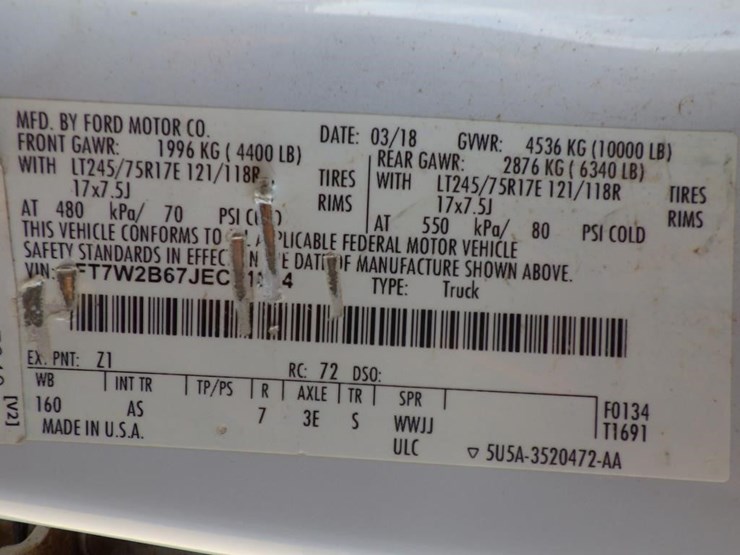 MFD. BY FORD MOTOR CO.
DATE: 03/18 GVWR: 4536 KG (10000 LB)
FRONT GAWR: 1996 KG ( 4400 LB)
REAR GAWR: 2876 KG ( 6340 LB)
WITH LT245/75R17E 121/118R TIRES
WITH LT245/75R17E 121/118R TIRES
17x7.5J RIMS
17x7.5J RIMS
AT 480 kPa/ 70 PSI
AT 550 kPa/ 80 PSI COLD
THIS VEHICLE CONFORMS TO FEDERAL MOTOR VEHICLE
SAFETY STANDARDS IN OF MANUFACTURE SHOWN ABOVE.
VIN: FT7W2B67JEC 4
TYPE: Truck
EX. PNT: Z1 RC: 72 DSO:
WB INT TR TP/PS R AXLE TR SPR
160 AS 7 3E S WWJJ
ULC
F0134
T1691
MADE IN U.S.A.
5U5A-3520472-AA
[V2]